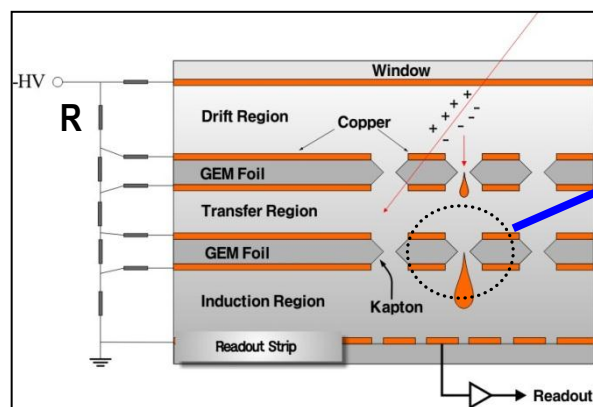 Window
-HV
R
Drift Region
Copper
GEM Foil
Transfer Region
GEM Foil
Kapton
Induction Region
Readout Strip
Readout